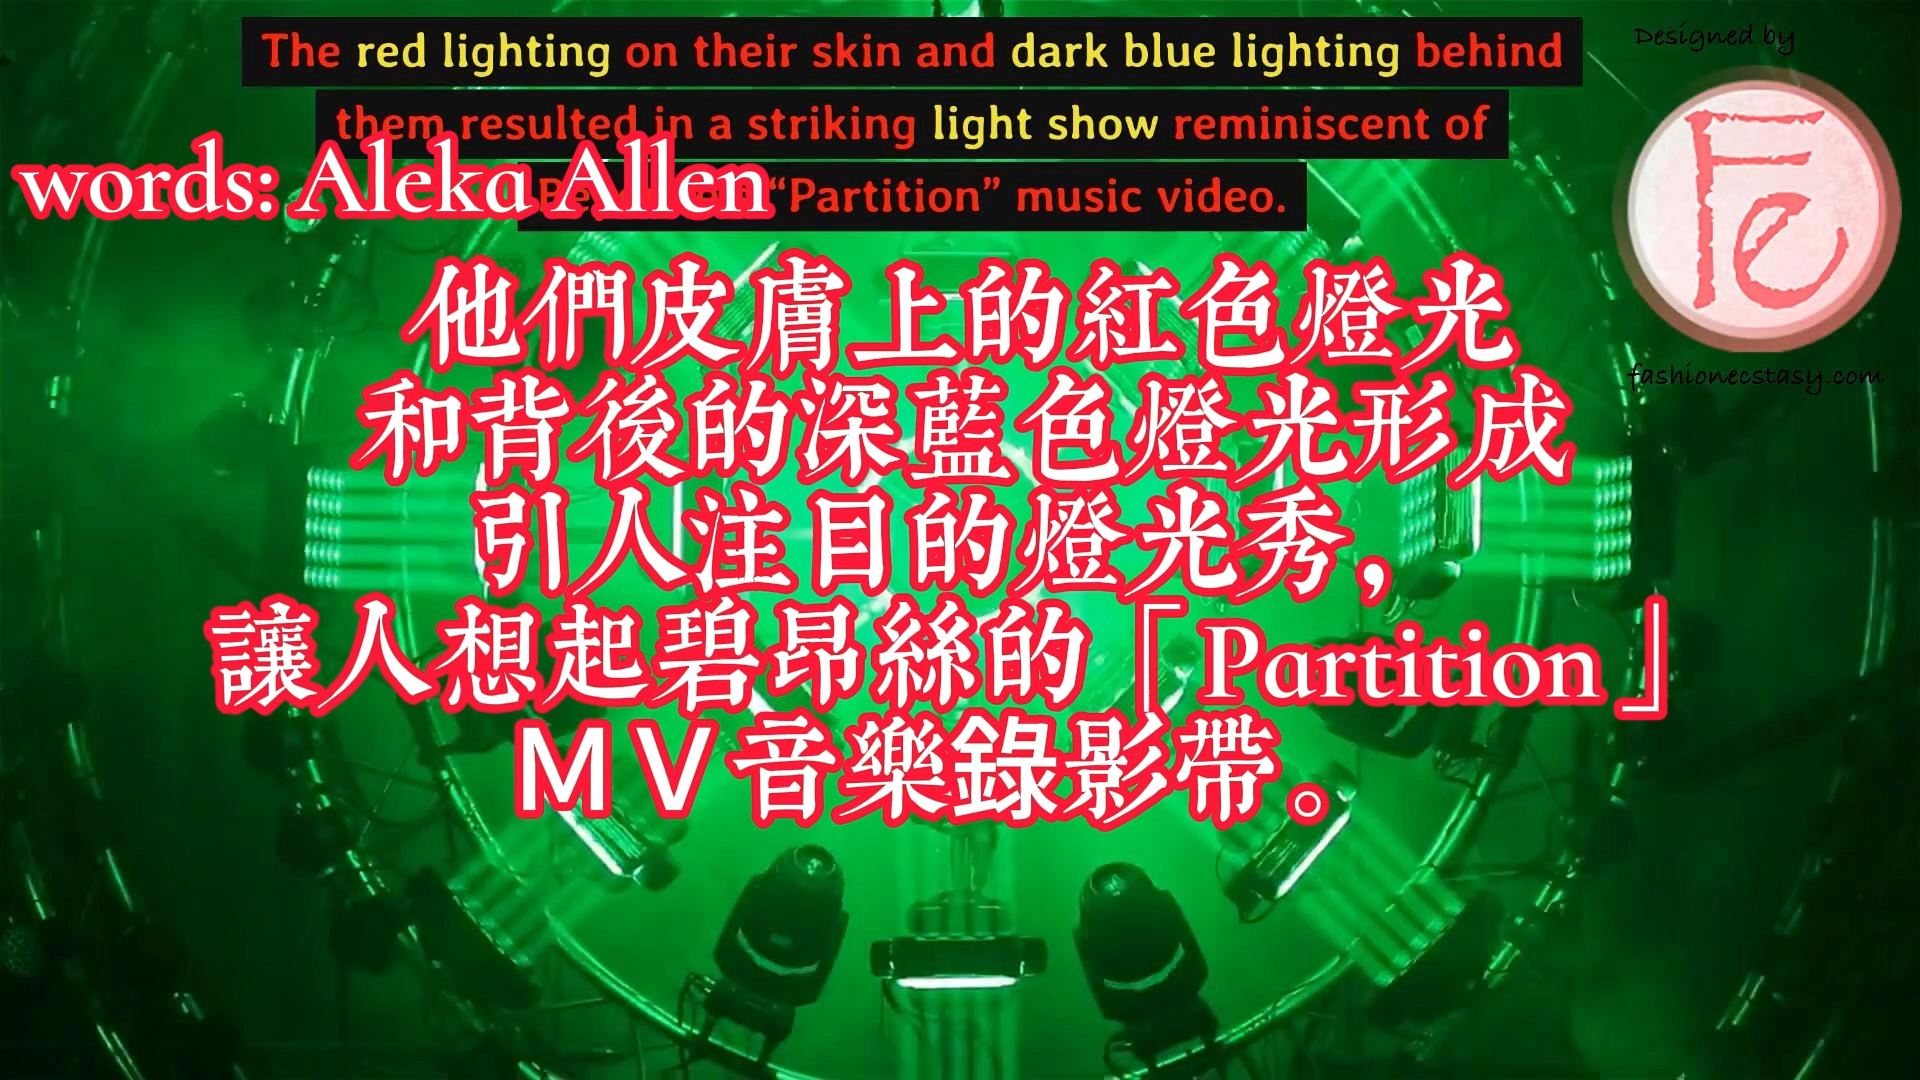 The red lighting on their skin and dark blue lighting behind
them resulted in a striking light show reminiscent of
“Partition” music video.
words: Aleka Allen
Designed by
Fe
fashionecstasy.com
他們皮膚上的紅色燈光
和背後的深藍色燈光形成
引人注目的燈光秀，
讓人想起碧昂絲的「Partition」
ＭＶ音樂錄影帶。